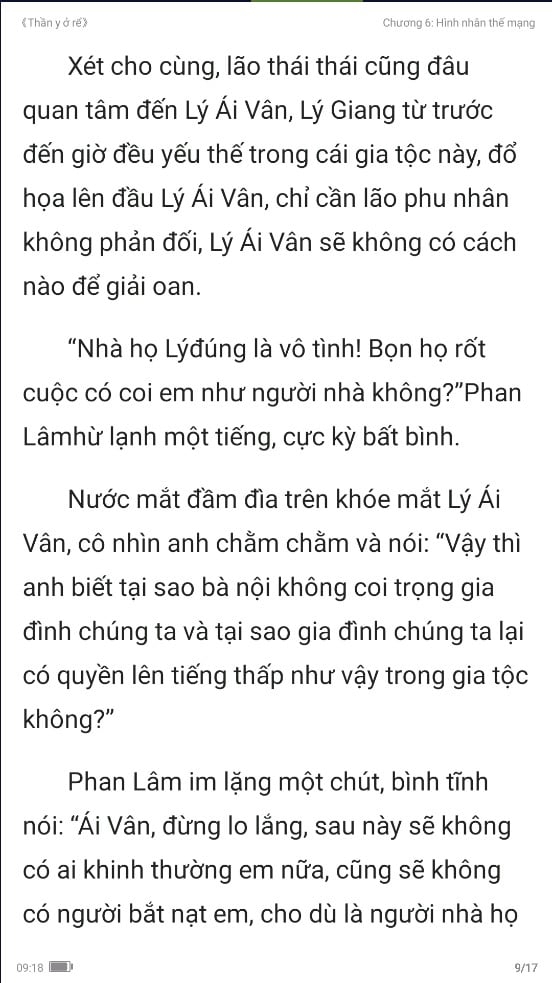 《Thần y ở rể》
Chương 6: Hình nhân thế mạng
Xét cho cùng, lão thái thái cũng đâu
quan tâm đến Lý Ái Vân, Lý Giang từ trước
đến giờ đều yếu thế trong cái gia tộc này, đổ
họa lên đầu Lý Ái Vân, chỉ cần lão phu nhân
không phản đối, Lý Ái Vân sẽ không có cách
nào để giải oan.
“Nhà họ Lýđúng là vô tình! Bọn họ rốt
cuộc có coi em như người nhà không?”Phan
Lâmhừ lạnh một tiếng, cực kỳ bất bình.
Nước mắt đầm đìa trên khóe mắt Lý Ái
Vân, cô nhìn anh chằm chằm và nói: “Vậy thì
anh biết tại sao bà nội không coi trọng gia
đình chúng ta và tại sao gia đình chúng ta lại
có quyền lên tiếng thấp như vậy trong gia tộc
không?”
Phan Lâm im lặng một chút, bình tĩnh
nói: “Ái Vân, đừng lo lắng, sau này sẽ không
có ai khinh thường em nữa, cũng sẽ không
có người bắt nạt em, cho dù là người nhà họ
09:18
9/17